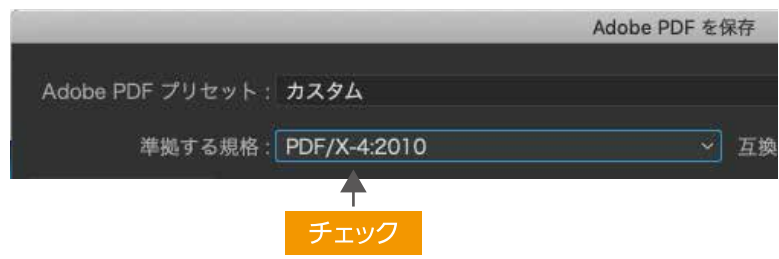 Adobe PDF を保存
Adobe PDF プリセット : カスタム
準拠する規格 : PDF/X-4:2010 互換
チェック